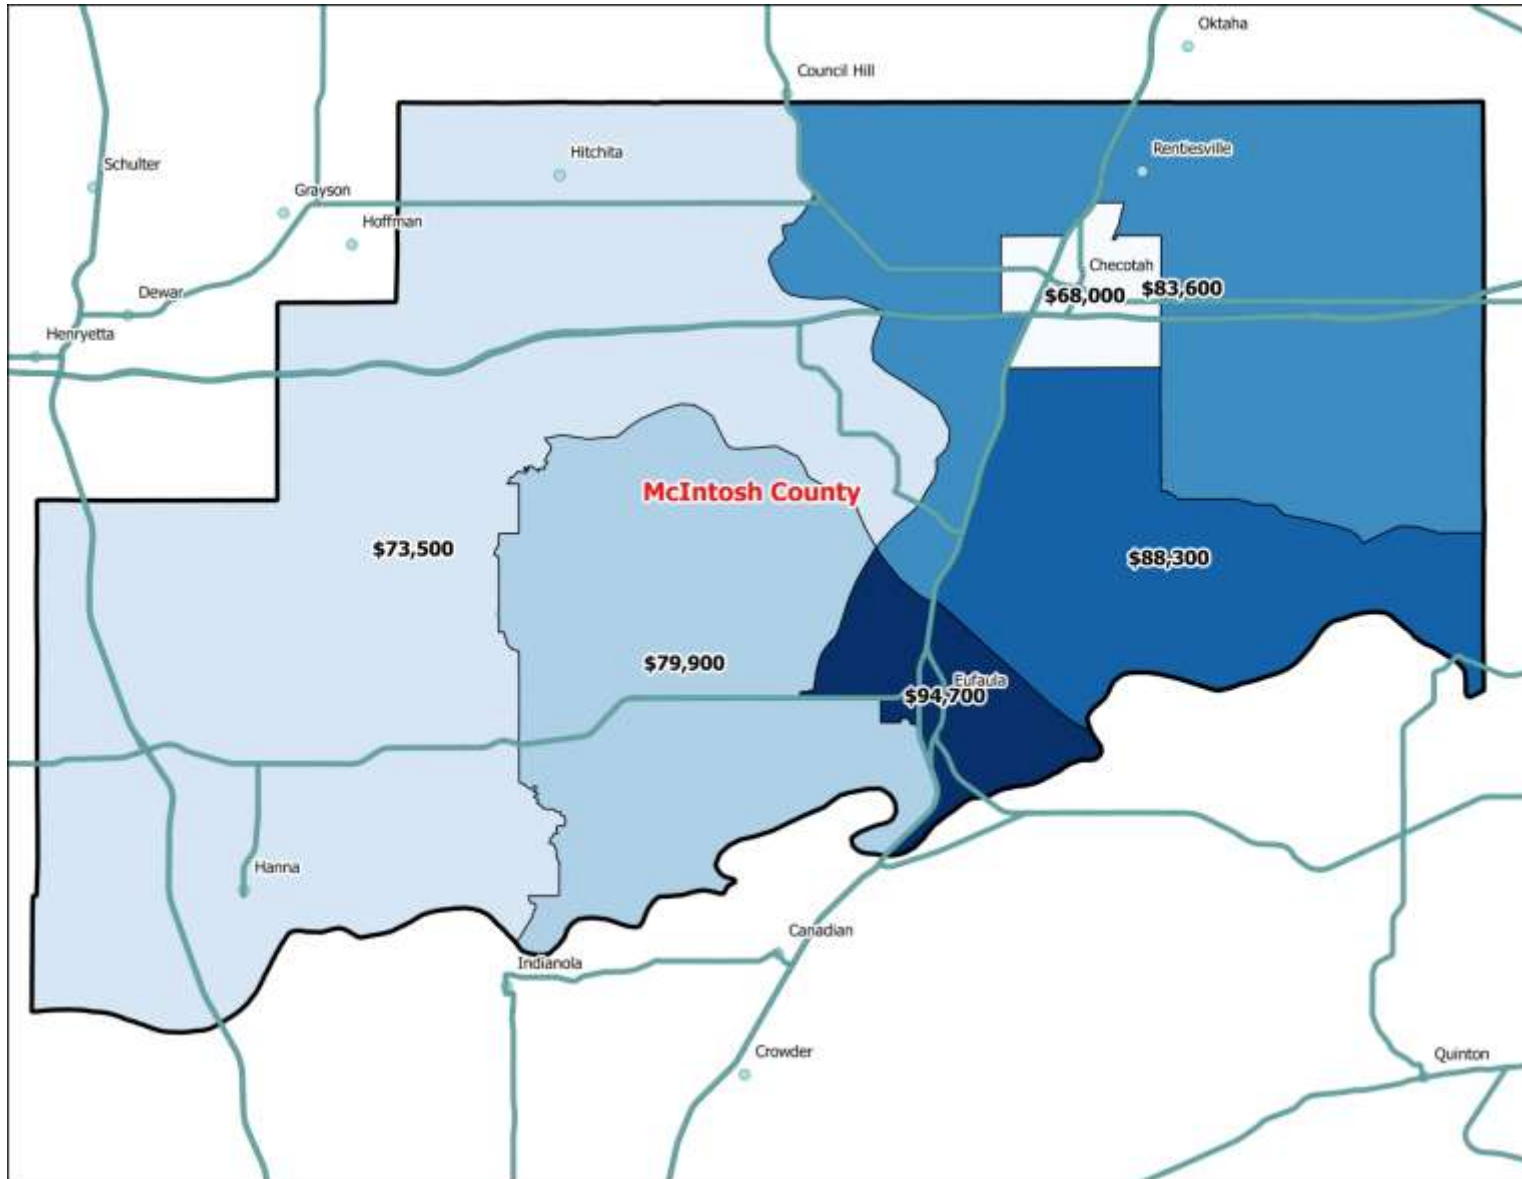 Oktaha
Council Hill
Rentiesville
Hitchita
Schulter
Grayson
Hoffman
Checotah
Dewar
$68,000
$83,600
Henryetta
McIntosh County
$73,500
$88,300
$79,900
Eufaula
$94,700
Hanna
Canadian
Indianola
Crowder
Quinton